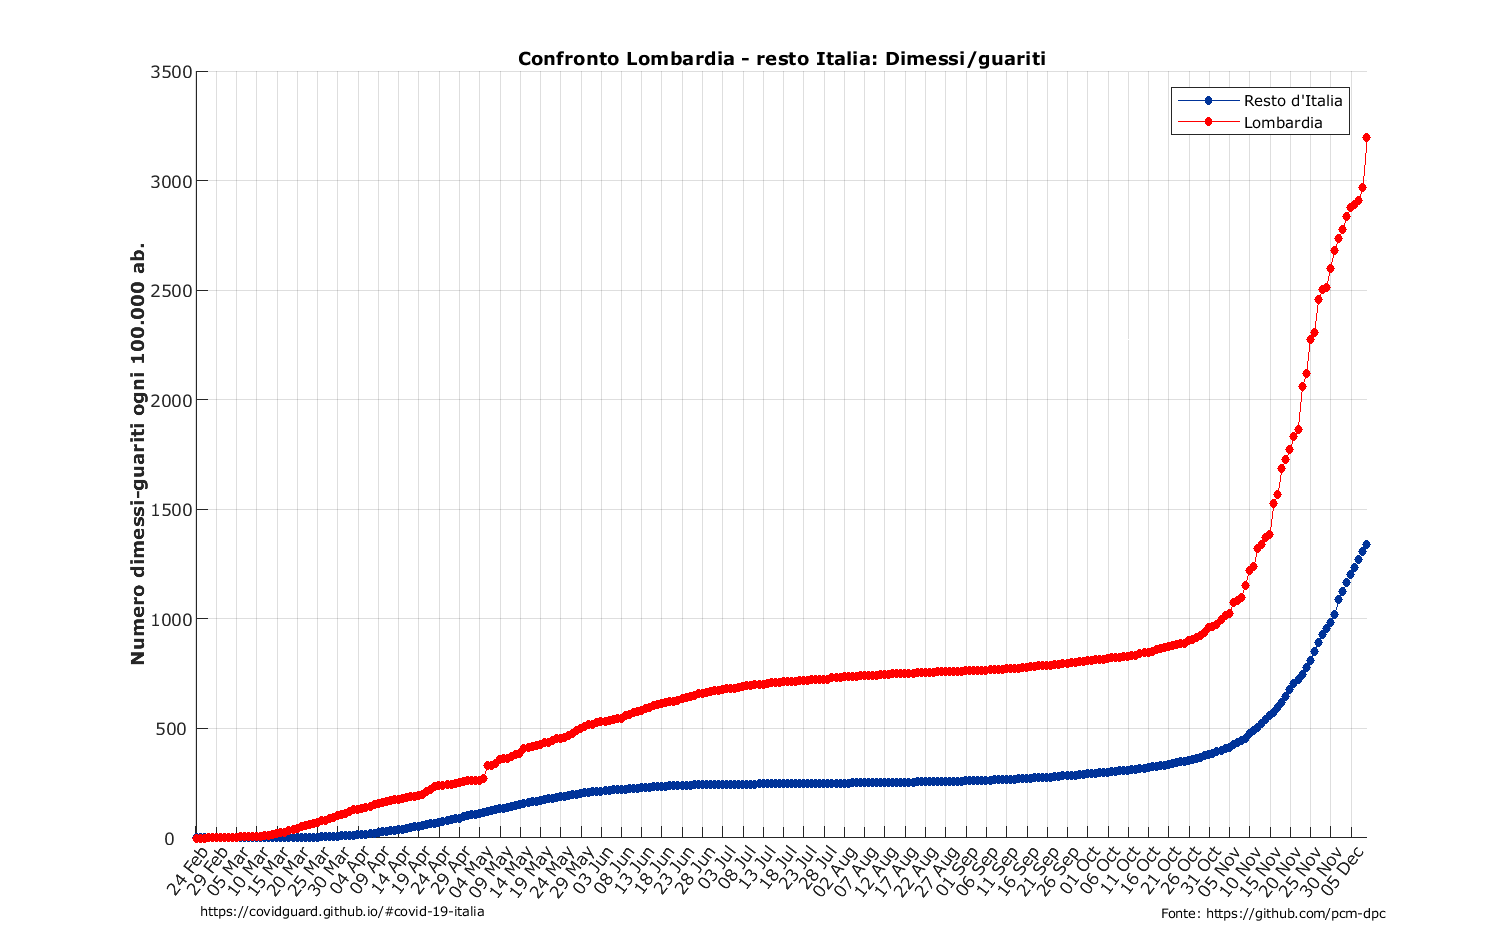 Confronto Lombardia - resto Italia: Dimessi/guariti
Numero dimessi-guariti ogni 100.000 ab.
3500
3000
2500
2000
1500
1000
500
0
Resto d'Italia
Lombardia
24 Feb
29 Feb
05 Mar
10 Mar
15 Mar
20 Mar
25 Mar
30 Mar
04 Apr
09 Apr
14 Apr
19 Apr
24 Apr
29 Apr
04 May
09 May
14 May
19 May
24 May
29 May
03 Jun
08 Jun
13 Jun
18 Jun
23 Jun
28 Jun
03 Jul
08 Jul
13 Jul
18 Jul
23 Jul
28 Jul
02 Aug
07 Aug
12 Aug
17 Aug
22 Aug
27 Aug
01 Sep
06 Sep
11 Sep
16 Sep
21 Sep
26 Sep
01 Oct
06 Oct
11 Oct
16 Oct
21 Oct
26 Oct
31 Oct
05 Nov
10 Nov
15 Nov
20 Nov
25 Nov
30 Nov
05 Dec
https://covidguard.github.io/#covid-19-italia
Fonte: https://github.com/pcm-dpc